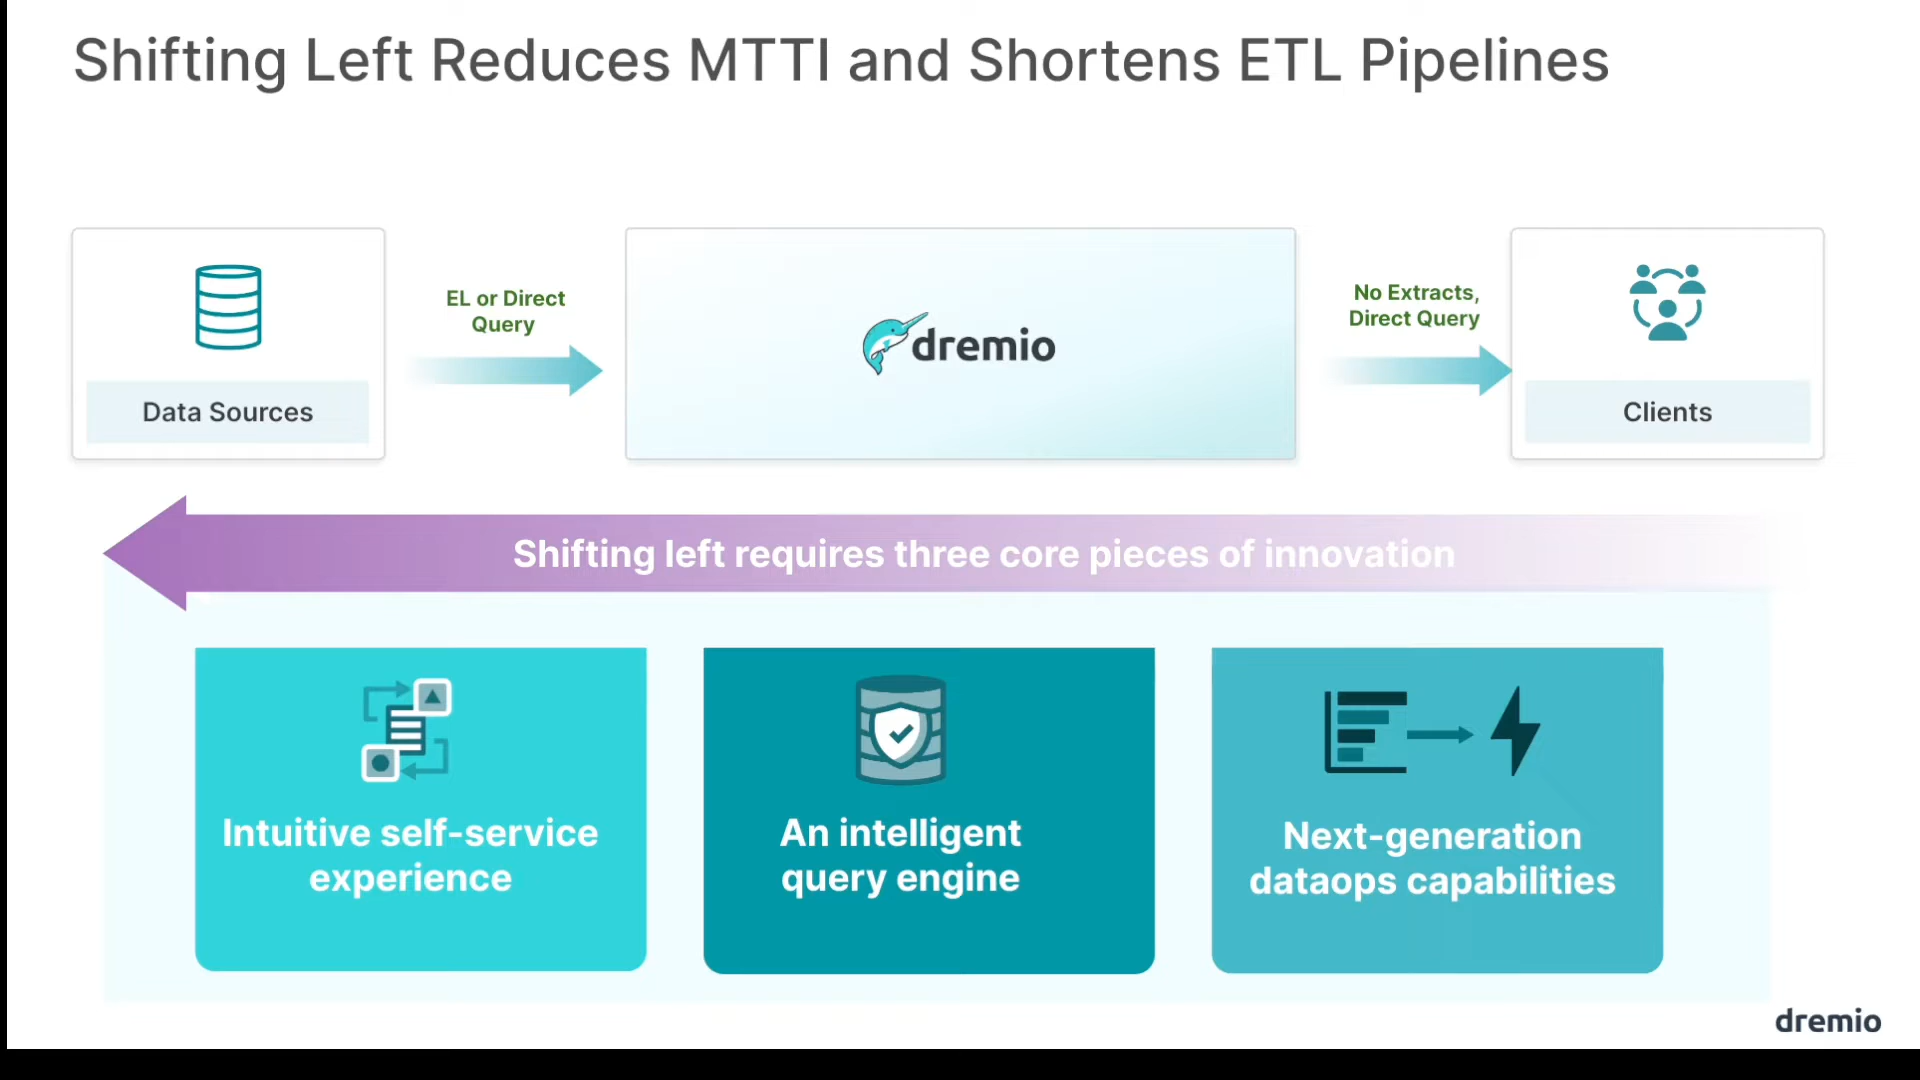 Shifting Left Reduces MTTI and Shortens ETL Pipelines
EL or Direct
Query
No Extracts,
Direct Query
dremio
Data Sources
Clients
Shifting left requires three core pieces of innovation
Intuitive self-service
experience
An intelligent
query engine
Next-generation
dataops capabilities
dremio